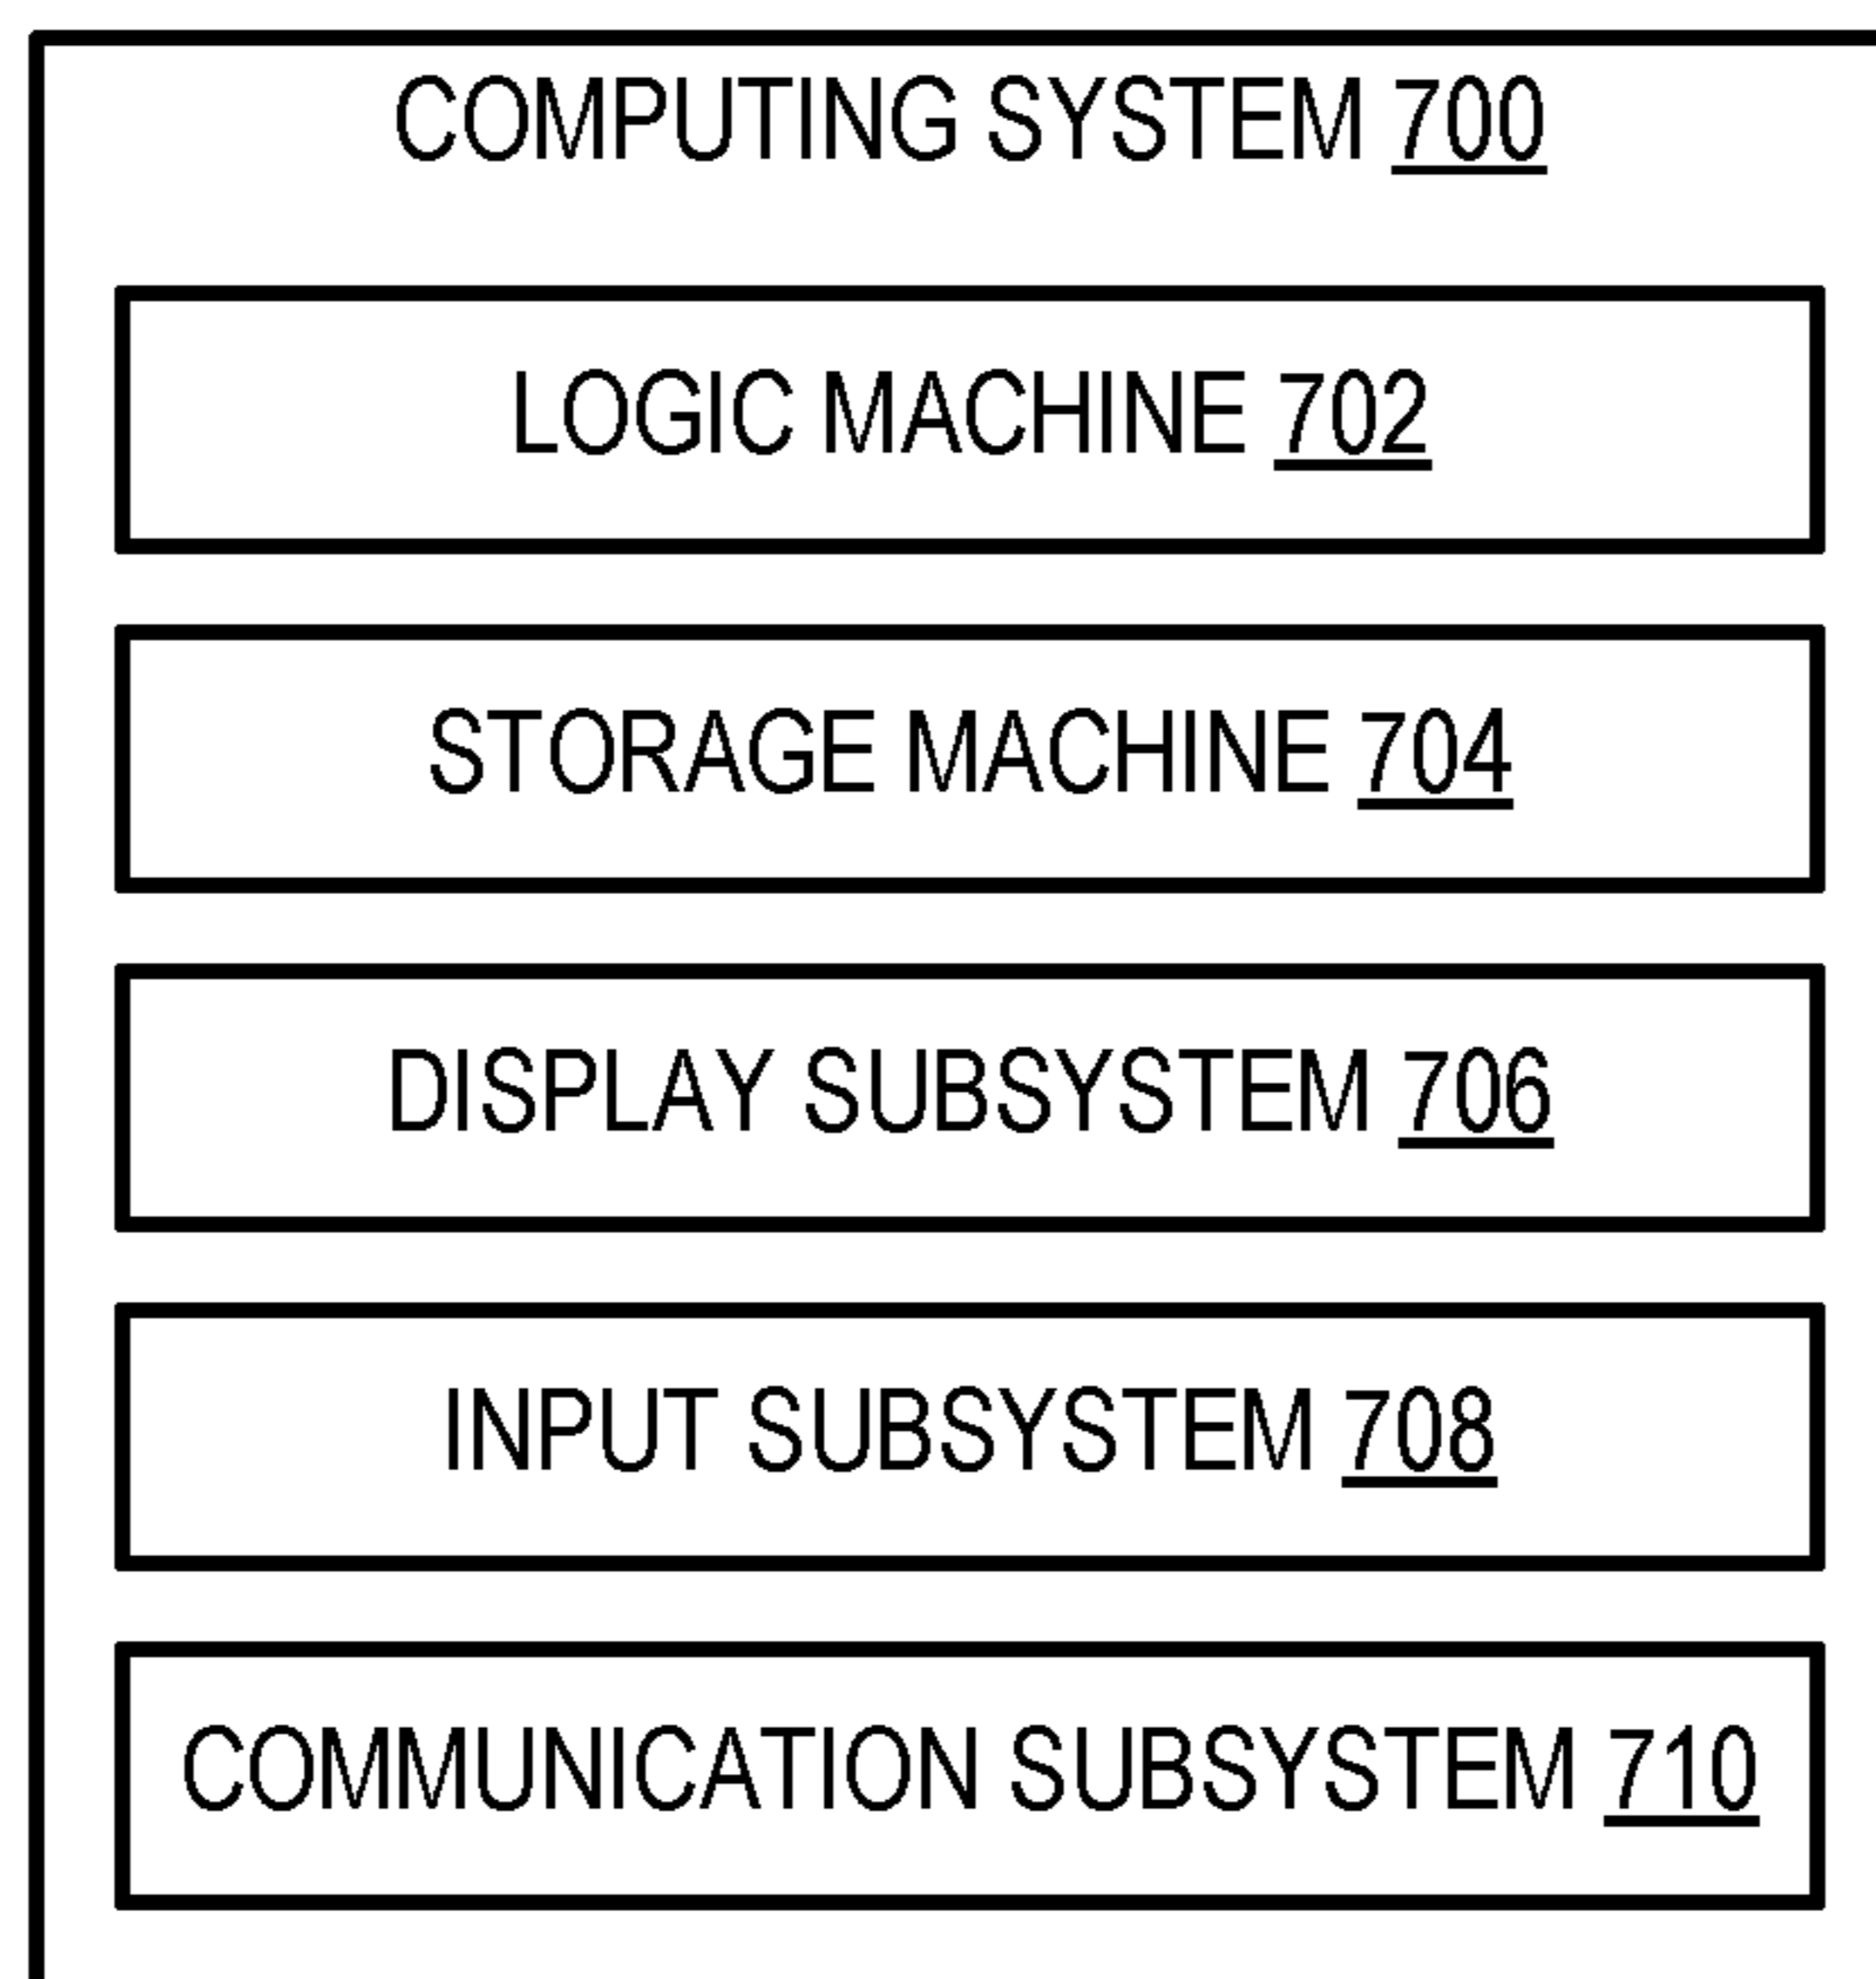 COMPUTING SYSTEM 700
LOGIC MACHINE 702
STORAGE MACHINE 704
DISPLAY SUBSYSTEM 706
INPUT SUBSYSTEM 708
COMMUNICATION SUBSYSTEM 710